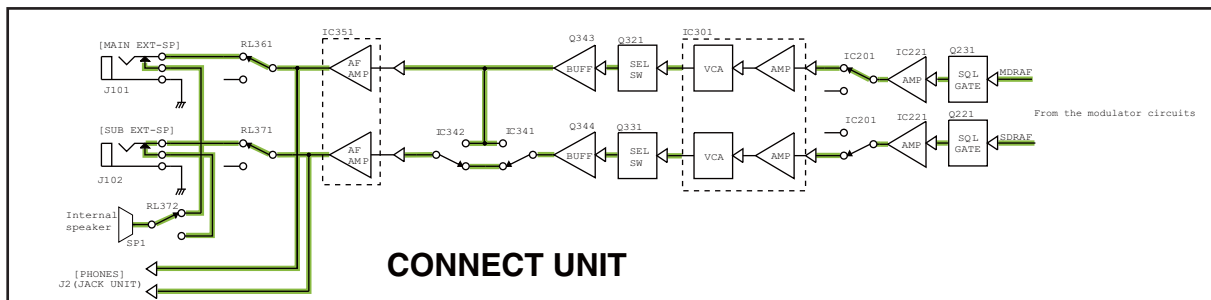 [MAIN EXT-SP]
J101
RL361
IC351
AF
AMP
Q343
BUFF
Q321
SEL
SW
IC301
VCA
AMP
IC201
IC221
AMP
Q231
SQL
GATE
MDRAF
From the modulator circuits
[SUB EXT-SP]
J102
RL371
AF
AMP
IC342
IC341
Q344
BUFF
Q331
SEL
SW
VCA
AMP
IC201
IC221
AMP
Q221
SQL
GATE
SDRAF
Internal
speaker
SP1
RL372
[PHONES]
J2(JACK UNIT)
CONNECT UNIT